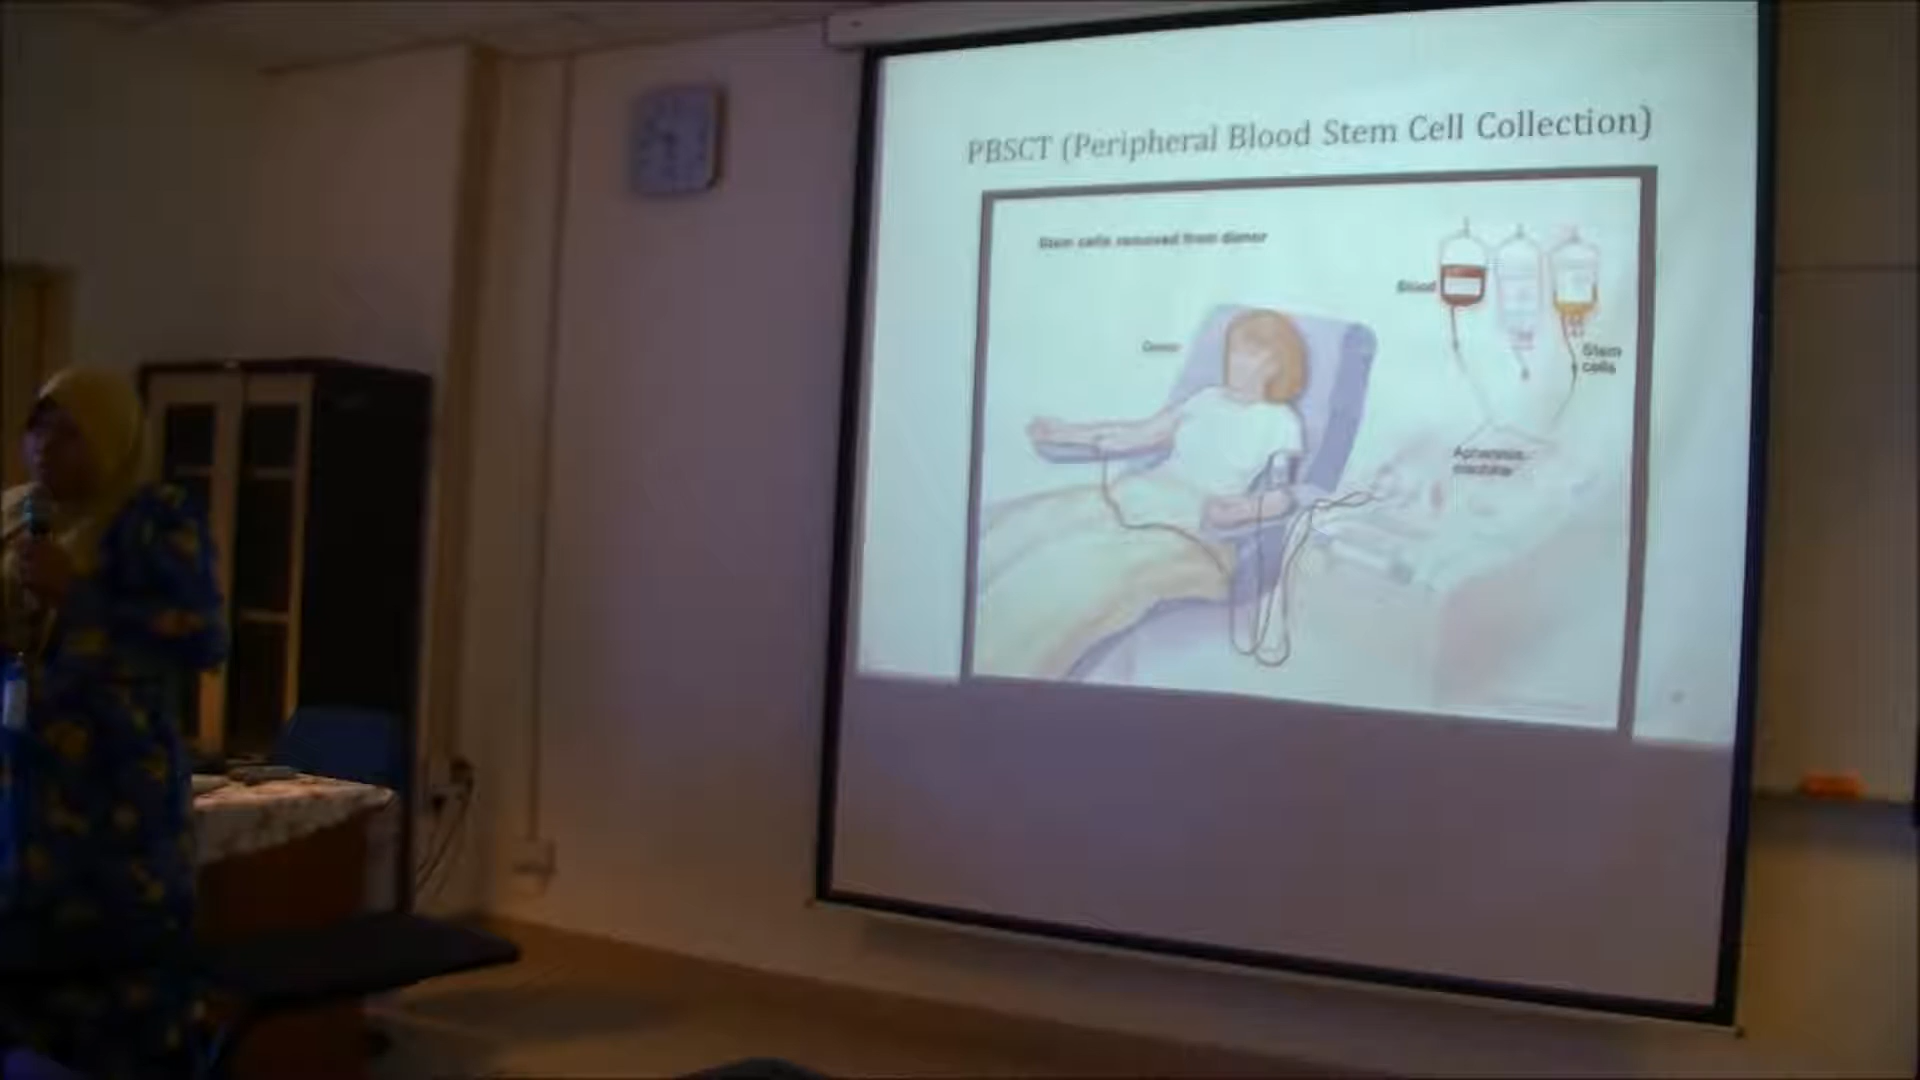 PBSCT (Peripheral Blood Stem Cell Collection)
Stem cells removed from donor
Blood
Donor
Stem
cells
Apheresis
machine